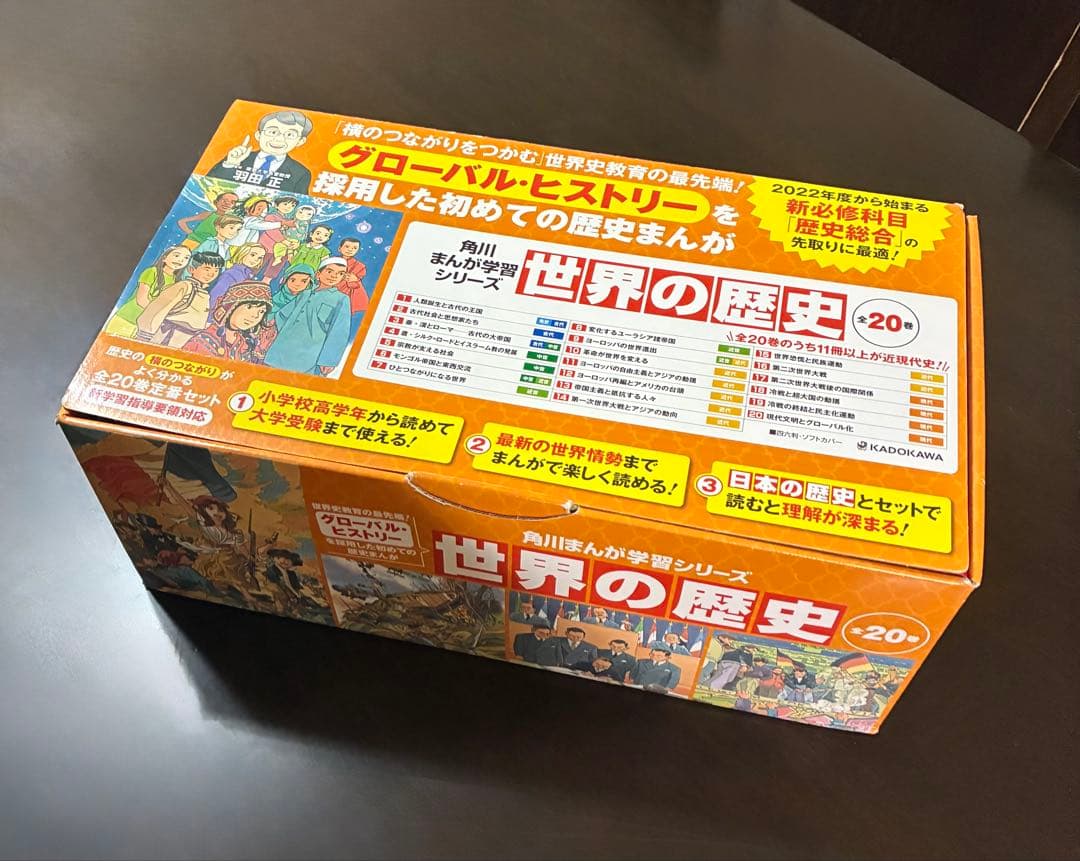 「横のつながりをつかむ」世界史教育の最先端!
グローバル・ヒストリーを
採用した初めての歴史まんが
羽田 正
2022年度から始まる
新必修科目
「歴史総合」の
先取りに最適!
角川
まんが学習
シリーズ
世界の歴史
全20巻
全20巻のうち11冊以上が近現代史!!
1 人類誕生と古代の王国
2 古代社会と思想家たち
3 秦・漢とローマ 古代の大帝国
4 唐・シルク・ロードとイスラーム教の発展
5 宗教が支える社会
6 モンゴル帝国と東西交流
7 ひとつながりになる世界
8 変化するユーラシア諸帝国
9 ヨーロッパの世界進出
10 革命が世界を変える
11 ヨーロッパの自由主義とアジアの動揺
12 ヨーロッパ再編とアメリカの台頭
13 帝国主義と抵抗する人々
14 第一次世界大戦とアジアの動向
15 世界恐慌と民族運動
16 第二次世界大戦
17 第二次世界大戦後の国際関係
18 冷戦と超大国の動揺
19 冷戦の終結と民主化運動
20 現代文明とグローバル化
■四六判・ソフトカバー
KADOKAWA
歴史の横のつながりが
よく分かる
全20巻定番セット
新学習指導要領対応
1 小学校高学年から読めて
大学受験まで使える!
2 最新の世界情勢まで
まんがで楽しく読める!
3 日本の歴史とセットで
読むと理解が深まる!
世界史教育の最先端!
グローバル・
ヒストリー
を採用した初めての
歴史まんが
角川まんが学習シリーズ
世界の歴史
全20巻